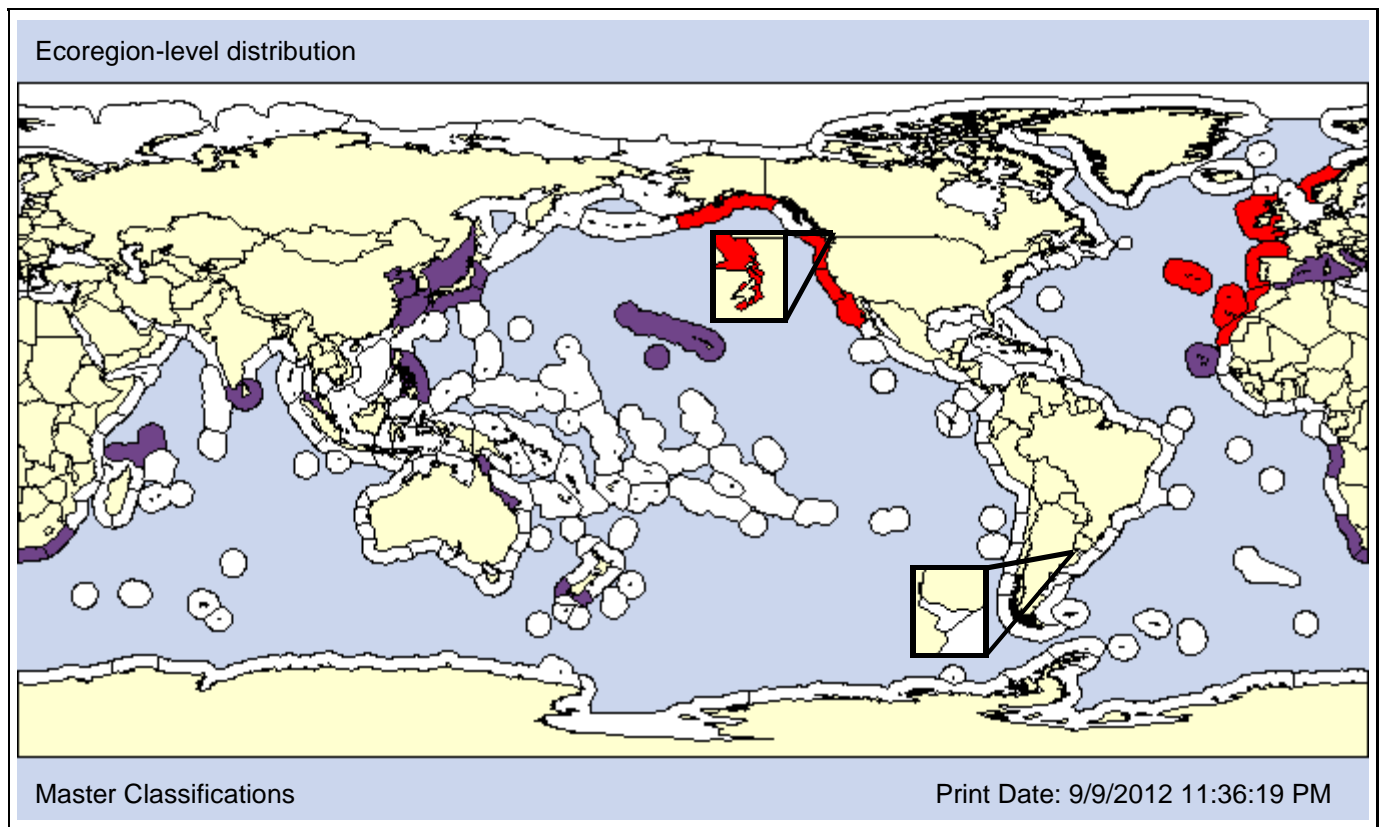 Ecoregion-level distribution
Master Classifications
Print Date: 9/9/2012 11:36:19 PM